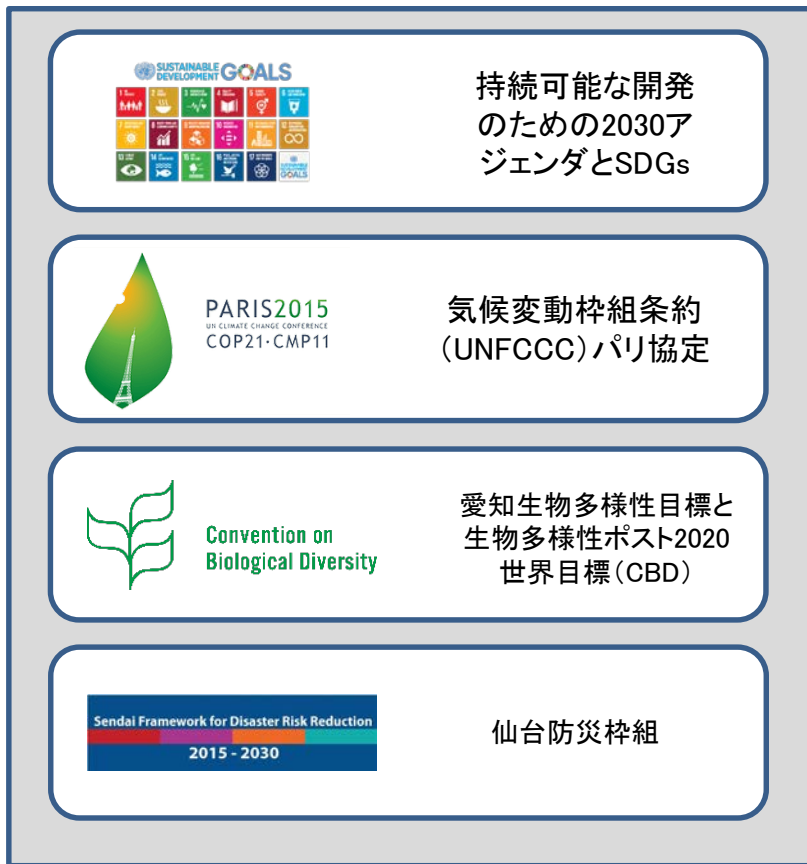 SUSTAINABLE
DEVELOPMENT GOALS
持続可能な開発
のための2030ア
ジェンダとSDGs
PARIS2015
UN CLIMATE CHANGE CONFERENCE
COP21·CMP11
気候変動枠組条約
(UNFCCC)パリ協定
Convention on
Biological Diversity
愛知生物多様性目標と
生物多様性ポスト2020
世界目標(CBD)
Sendai Framework for Disaster Risk Reduction
2015 - 2030
仙台防災枠組